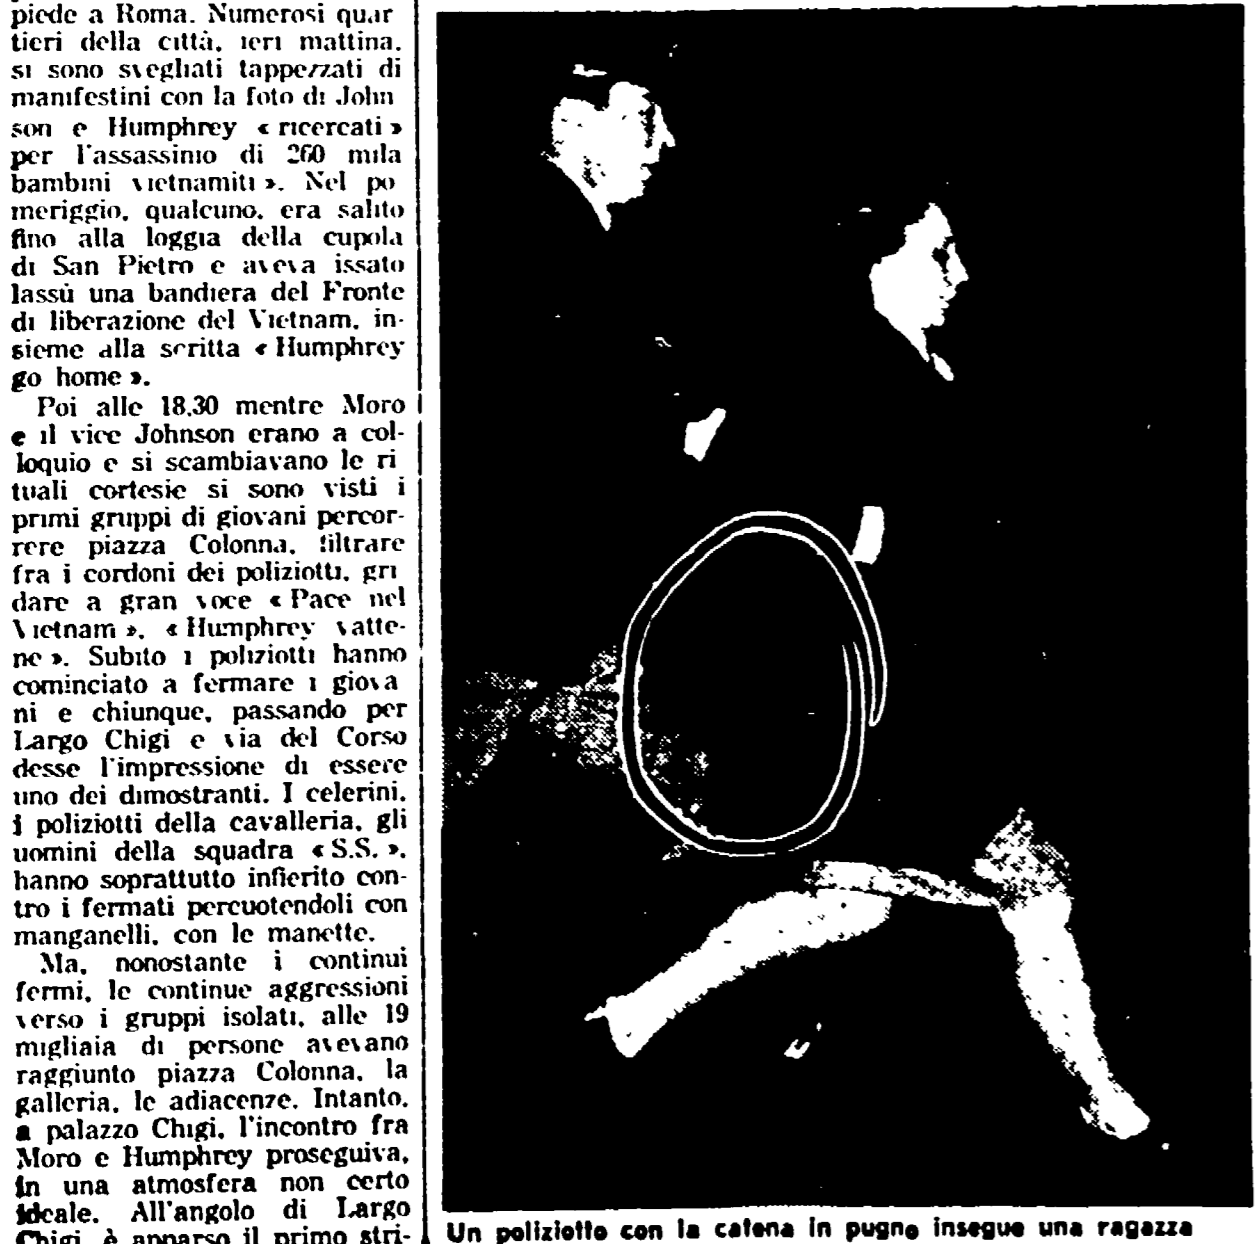 piede a Roma. Numerosi quar
tieri della città, ieri mattina,
si sono svegliati tappezzati di
manifestini con la foto di John
son e Humphrey « ricercati »
per l'assassinio di 260 mila
bambini vietnamiti ». Nel po
meriggio, qualcuno, era salito
fino alla loggia della cupola
di San Pietro e aveva issato
lassù una bandiera del Fronte
di liberazione del Vietnam, in-
sieme alla scritta « Humphrey
go home ».
Poi alle 18,30 mentre Moro
e il vice Johnson erano a col-
loquio e si scambiavano le ri
tuali cortesie si sono visti i
primi gruppi di giovani percor-
rere piazza Colonna, filtrare
fra i cordoni dei poliziotti, gri
dare a gran voce « Pace nel
Vietnam », « Humphrey vatte-
ne ». Subito i poliziotti hanno
cominciato a fermare i giova
ni e chiunque, passando per
Largo Chigi e via del Corso
desse l'impressione di essere
uno dei dimostranti. I celerini,
i poliziotti della cavalleria, gli
uomini della squadra « S.S. »,
hanno soprattutto infierito con-
tro i fermati percuotendoli con
manganelli, con le manette.
Ma, nonostante i continui
fermi, le continue aggressioni
verso i gruppi isolati, alle 19
migliaia di persone avevano
raggiunto piazza Colonna, la
galleria, le adiacenze. Intanto,
a palazzo Chigi, l'incontro fra
Moro e Humphrey proseguiva,
in una atmosfera non certo
ideale. All'angolo di Largo
Chigi, è apparso il primo stri-
Un poliziotto con la catena in pugno insegue una ragazza